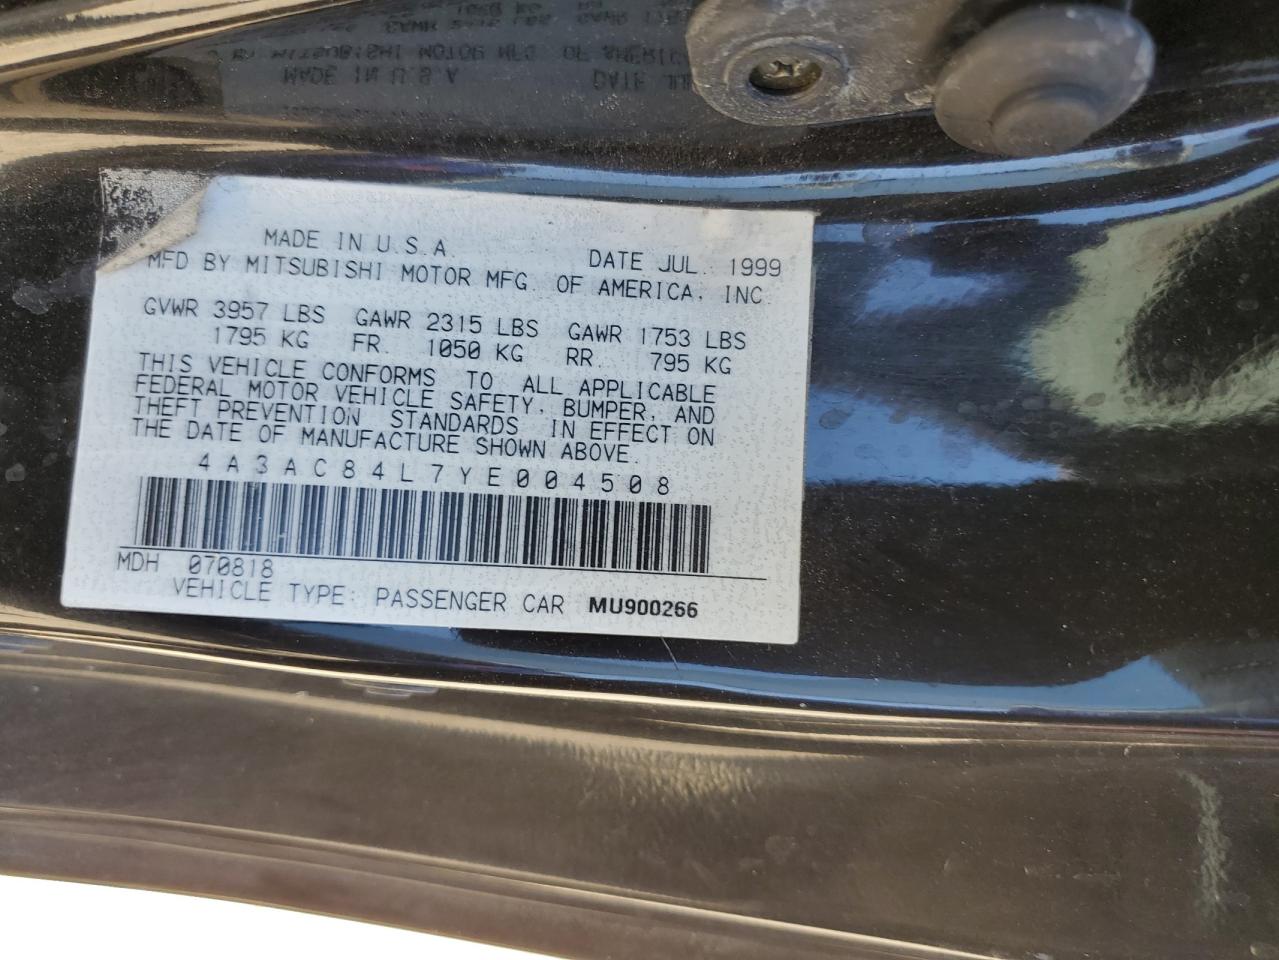 MADE IN U.S.A. DATE JUL. 1999
MFD BY MITSUBISHI MOTOR MFG. OF AMERICA, INC.
GVWR 3957 LBS GAWR 2315 LBS GAWR 1753 LBS
1795 KG FR. 1050 KG RR. 795 KG
THIS VEHICLE CONFORMS TO ALL APPLICABLE
FEDERAL MOTOR VEHICLE SAFETY, BUMPER, AND
THEFT PREVENTION STANDARDS IN EFFECT ON
THE DATE OF MANUFACTURE SHOWN ABOVE.
4A3AC84L7YE004508
MDH 070818
VEHICLE TYPE: PASSENGER CAR MU900266